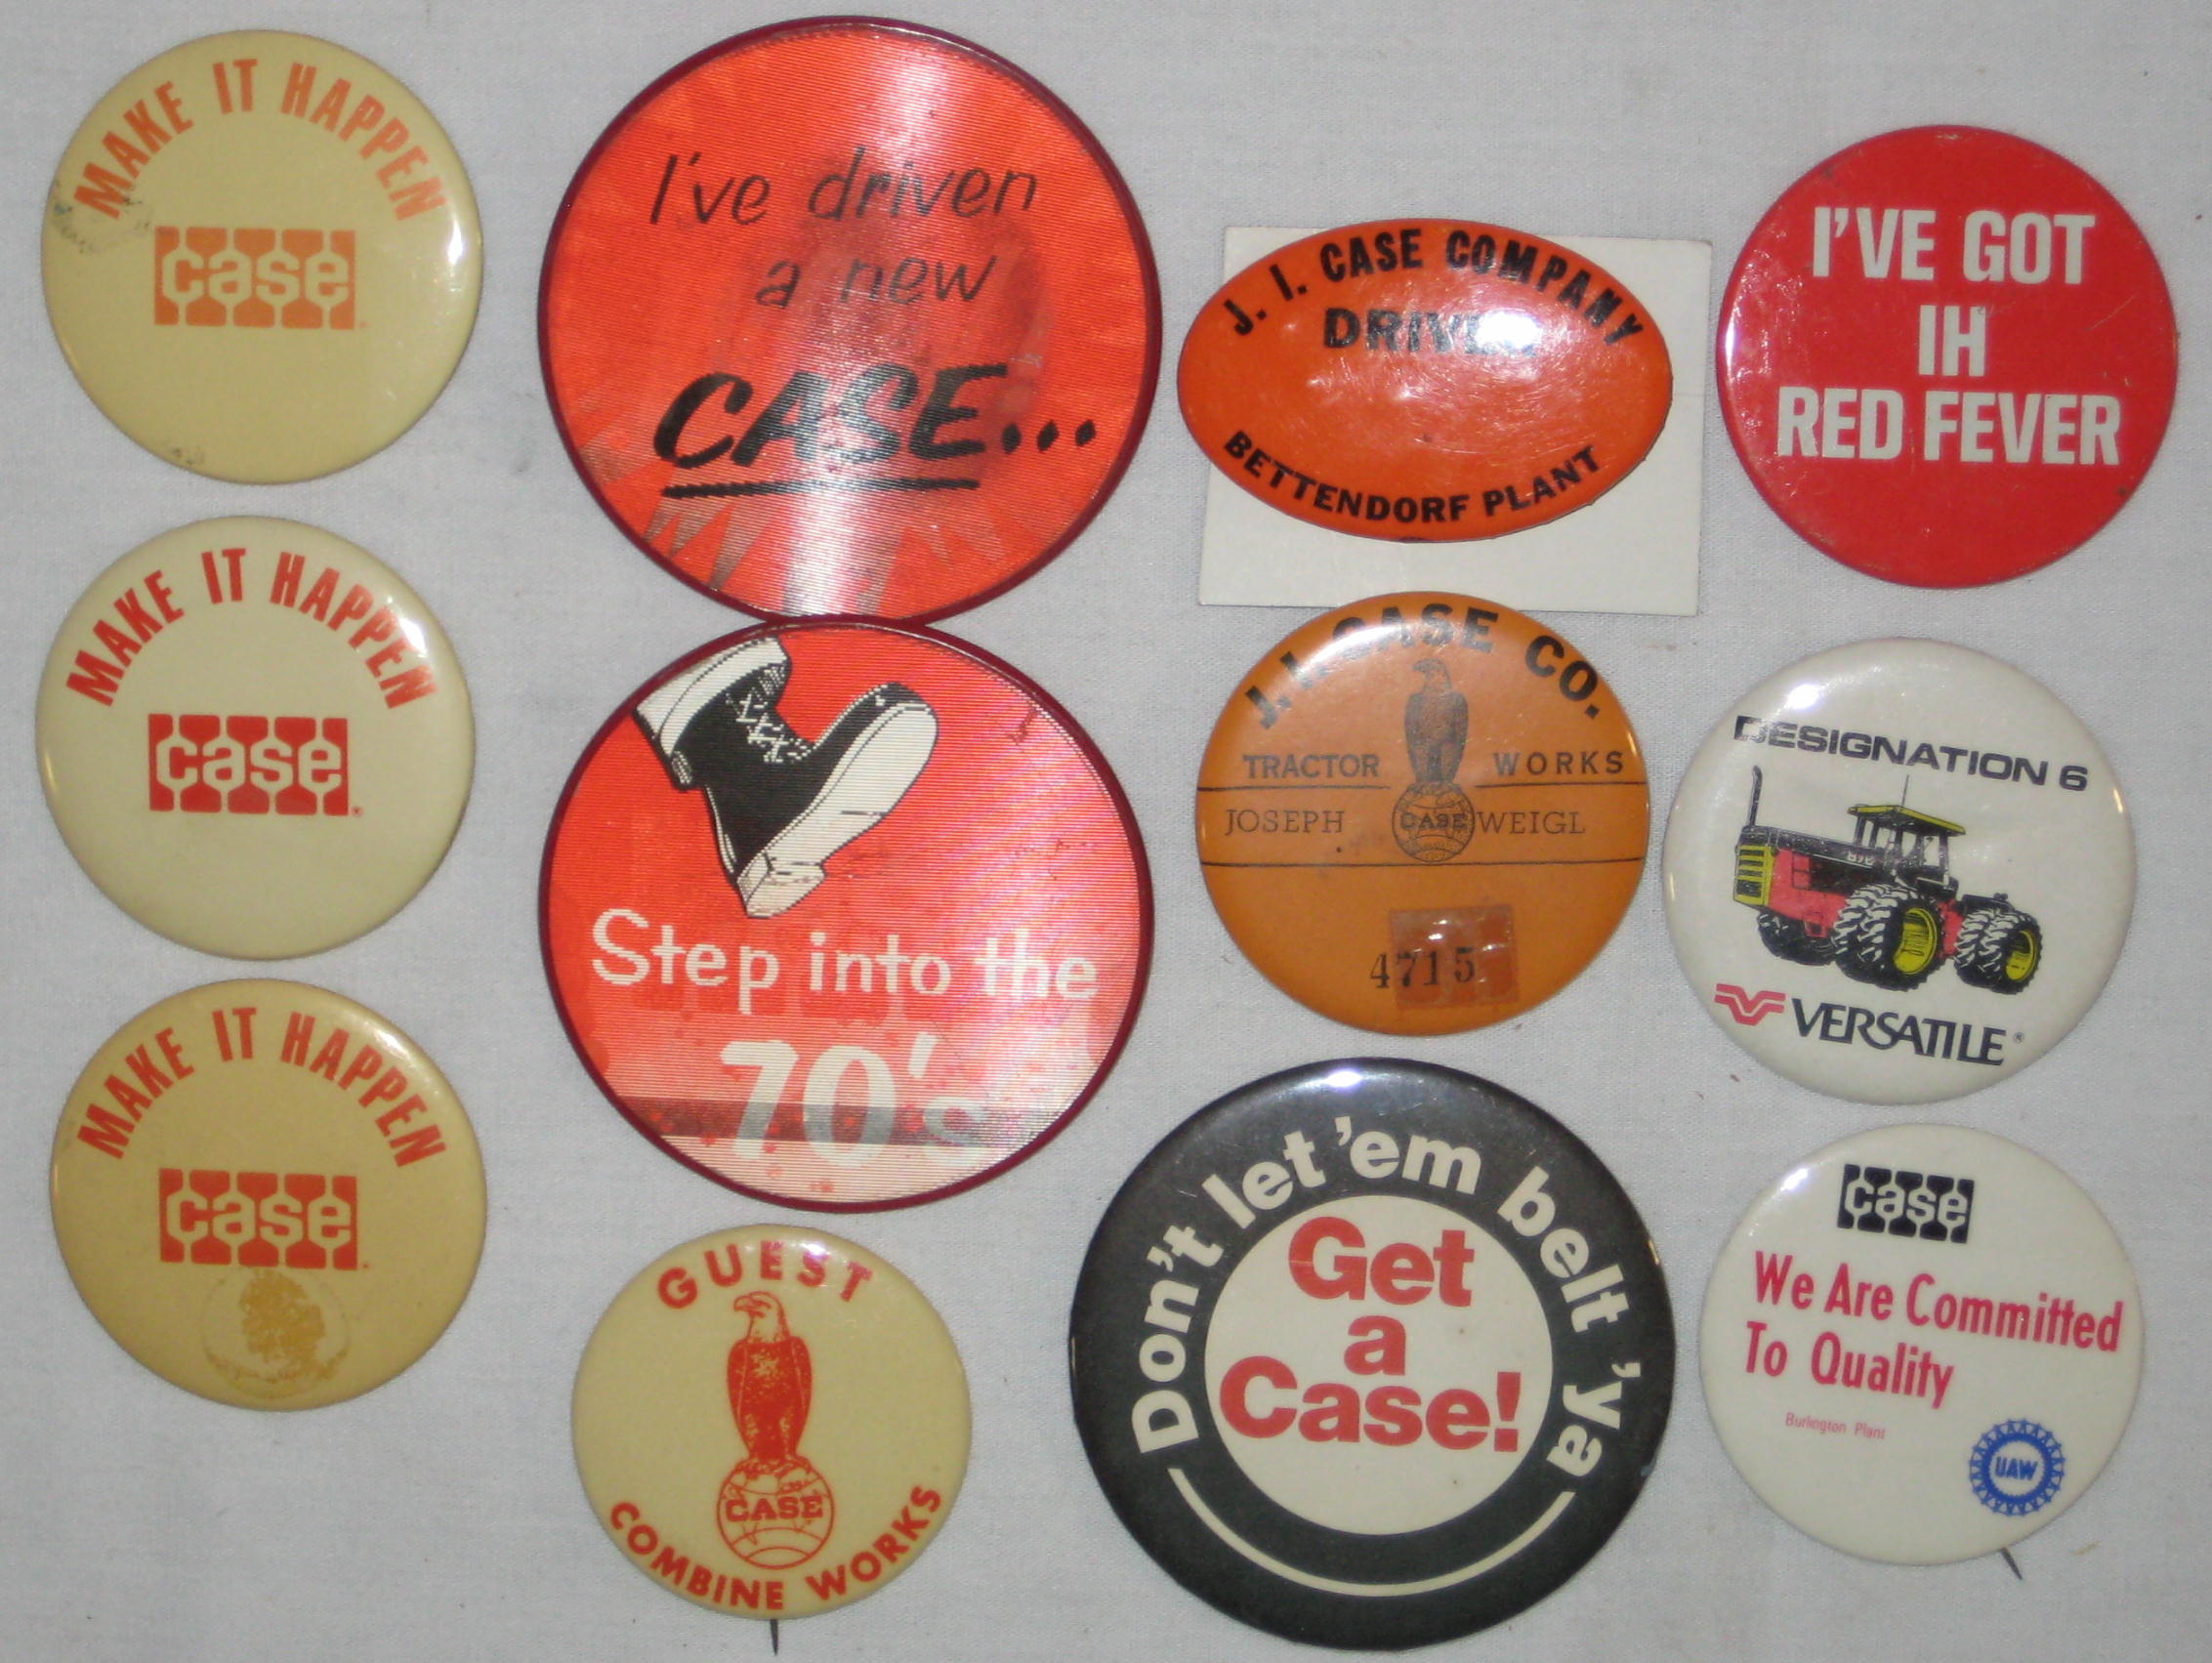 MAKE IT HAPPEN
case
MAKE IT HAPPEN
case
MAKE IT HAPPEN
case
I've driven
a new
CASE...
Step into the
70's
GUEST
CASE
COMBINE WORKS
J. I. CASE COMPANY
DRIVER
BETTENDORF PLANT
J. I. CASE CO.
TRACTOR WORKS
JOSEPH CASE WEIGL
4715
Don't let 'em belt 'ya
Get
a
Case!
I'VE GOT
IH
RED FEVER
DESIGNATION 6
VERSATILE®
case
We Are Committed
To Quality
Burlington Plant
UAW